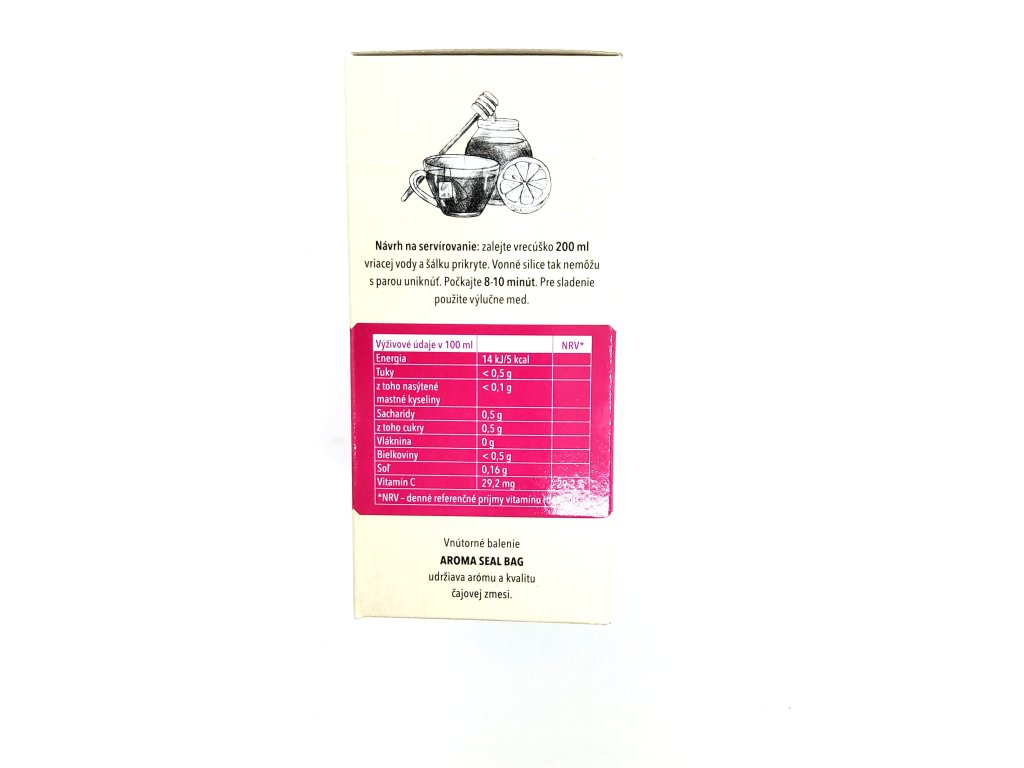 Návrh na servírovanie: zalejte vrecúško 200 ml
vriacej vody a šálku prikryte. Vonné silice tak nemôžu
s parou uniknúť. Počkajte 8-10 minút. Pre sladenie
použite výlučne med.
Výživové údaje v 100 ml NRV*
Energia 14 kJ/5 kcal
Tuky < 0,5 g
z toho nasýtené < 0,1 g
mastné kyseliny
Sacharidy 0,5 g
z toho cukry 0,5 g
Vláknina 0 g
Bielkoviny < 0,5 g
Soľ 0,16 g
Vitamín C 29,2 mg
*NRV – denné referenčné príjmy vitamínu
Vnútorné balenie
AROMA SEAL BAG
udržiava arómu a kvalitu
čajovej zmesi.